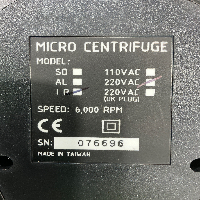 MICRO CENTRIFUGE
MODEL:
SQ 110VAC
AL 220VAC
IP 220VAC
(UK PLUG)
SPEED: 6,000 RPM
CE
SN: 076696
MADE IN TAIWAN